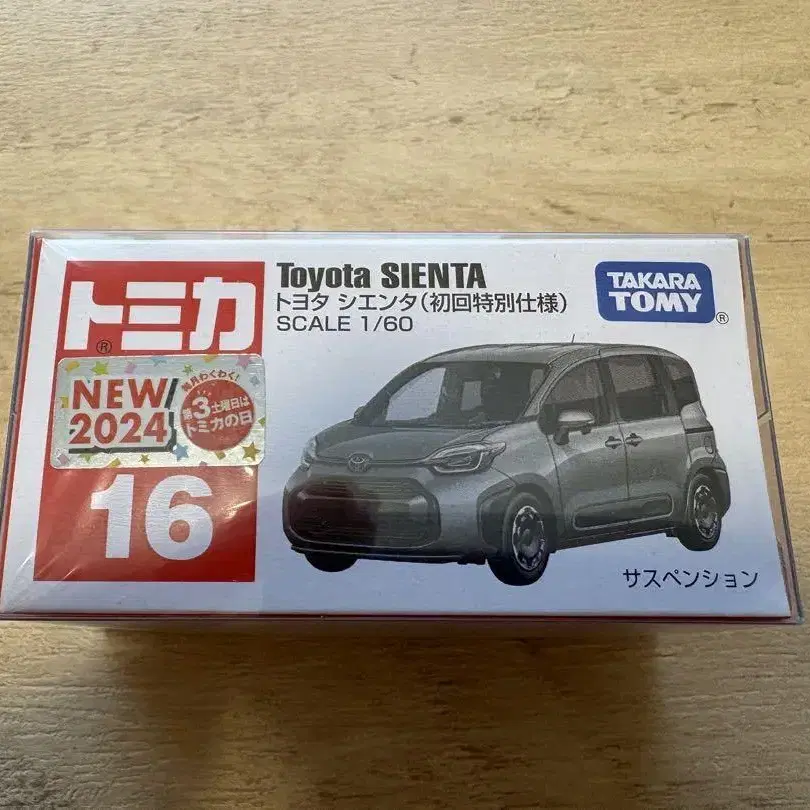 トミカ
®
NEW
2024
毎月わくわく!
第3土曜日は
トミカの日
16
Toyota SIENTA
トヨタ シエンタ(初回特別仕様)
SCALE 1/60
TAKARA
TOMY
®
サスペンション